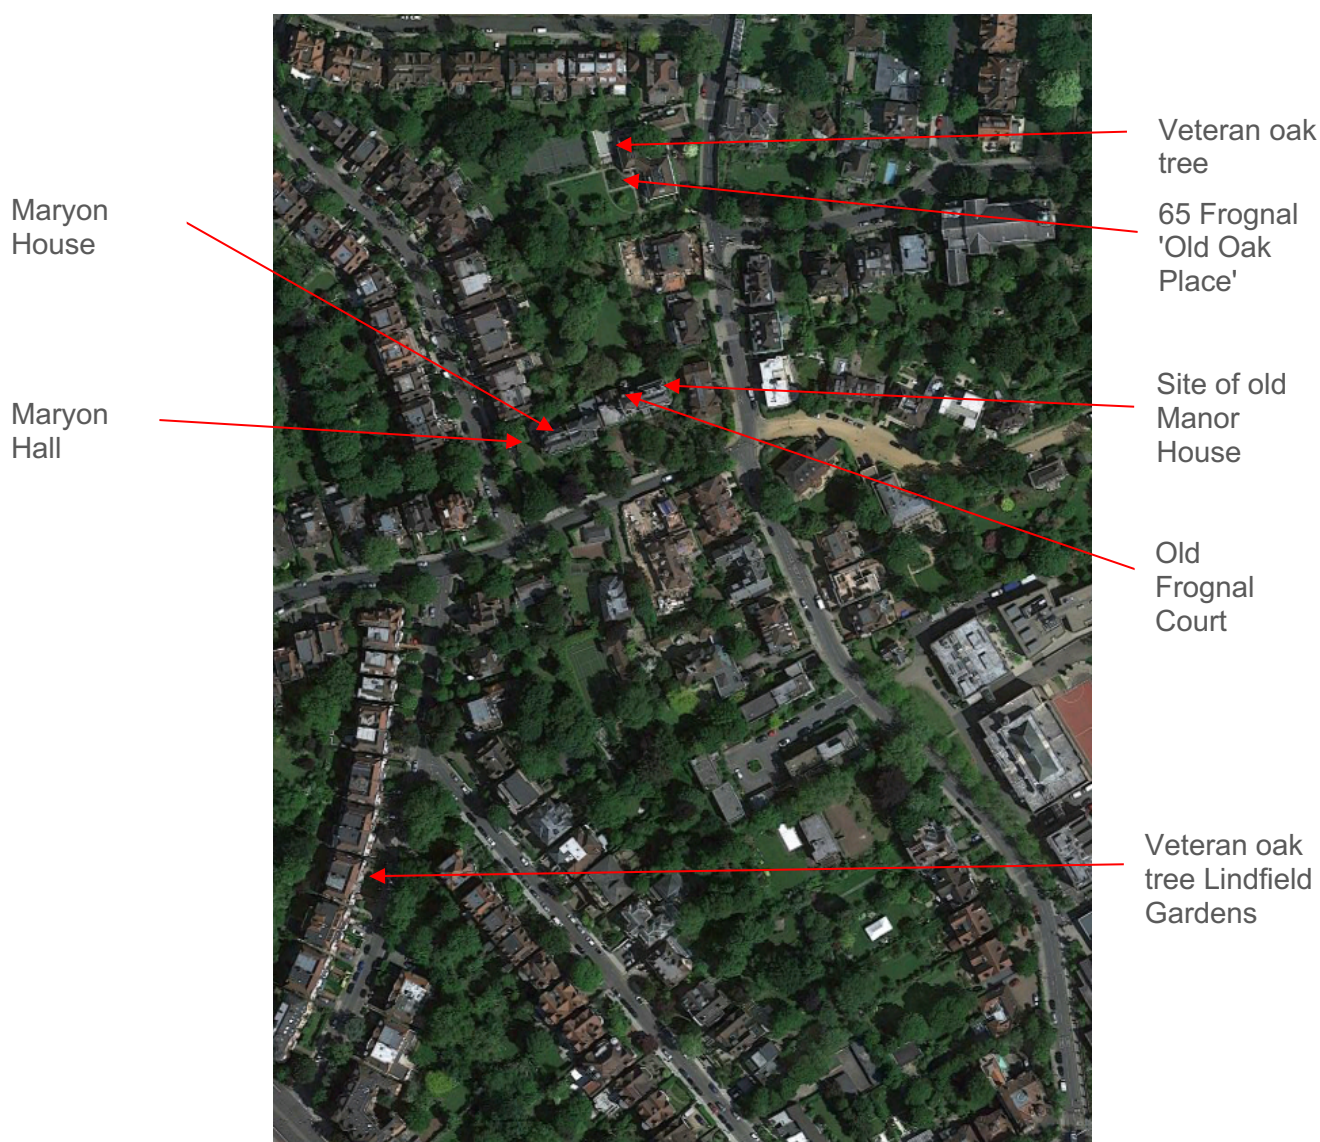 Veteran oak
tree
Maryon
House
65 Frognal
'Old Oak
Place'
Maryon
Hall
Site of old
Manor
House
Old
Frognal
Court
Veteran oak
tree Lindfield
Gardens